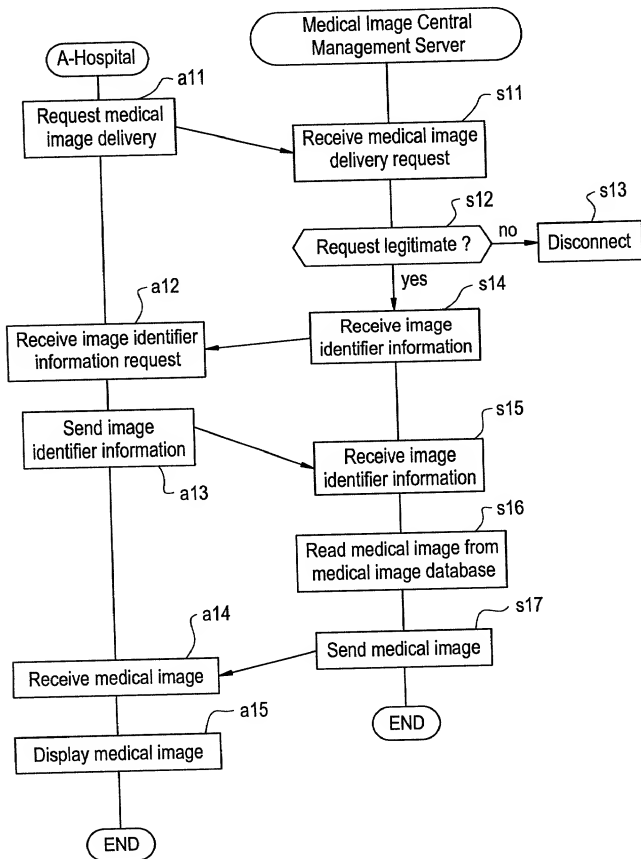 Medical Image Central
Management Server
A-Hospital
a11
Request medical
image delivery
s11
Receive medical image
delivery request
s12
Request legitimate ?
no
s13
Disconnect
yes
a12
Receive image identifier
information request
s14
Receive image
identifier information
Send image
identifier information
a13
s15
Receive image
identifier information
s16
Read medical image from
medical image database
s17
Send medical image
a14
Receive medical image
END
a15
Display medical image
END